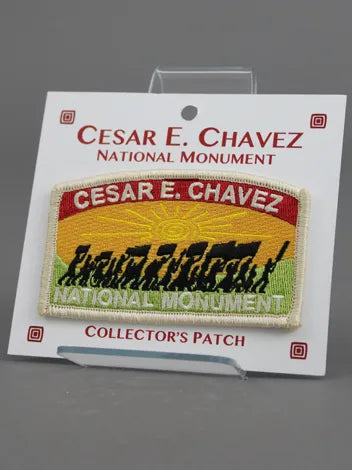 CESAR E. CHAVEZ
NATIONAL MONUMENT
CESAR E. CHAVEZ
NATIONAL MONUMENT
COLLECTOR'S PATCH